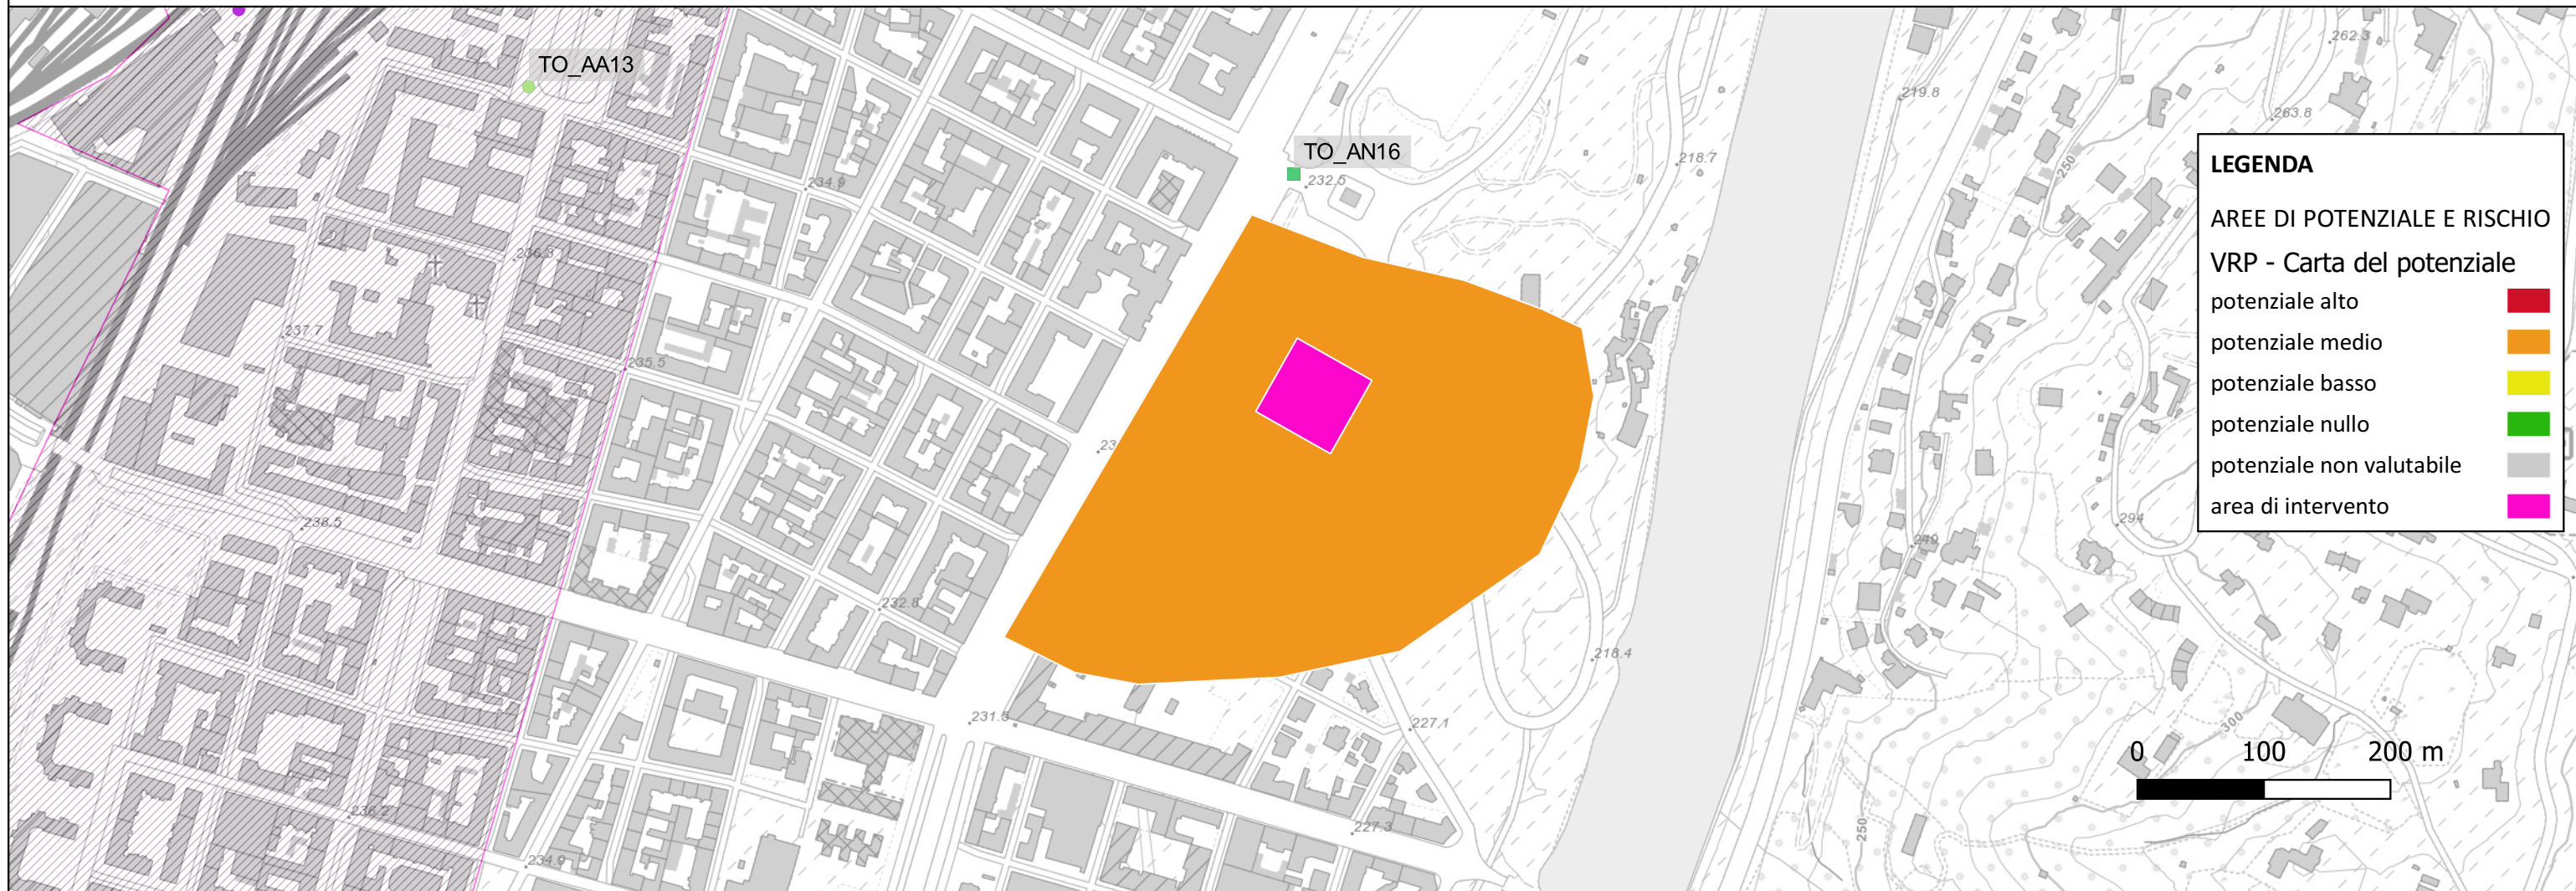 TO_AA13
TO_AN16
262.3
219.8
263.8
218.7
250
234.9
232.5
236.3
237.7
235.5
23
238.5
294
249
232.8
218.4
231.5
227.1
300
236.2
227.3
250
234.9
LEGENDA
AREE DI POTENZIALE E RISCHIO
VRP - Carta del potenziale
potenziale alto
potenziale medio
potenziale basso
potenziale nullo
potenziale non valutabile
area di intervento
0 100 200 m